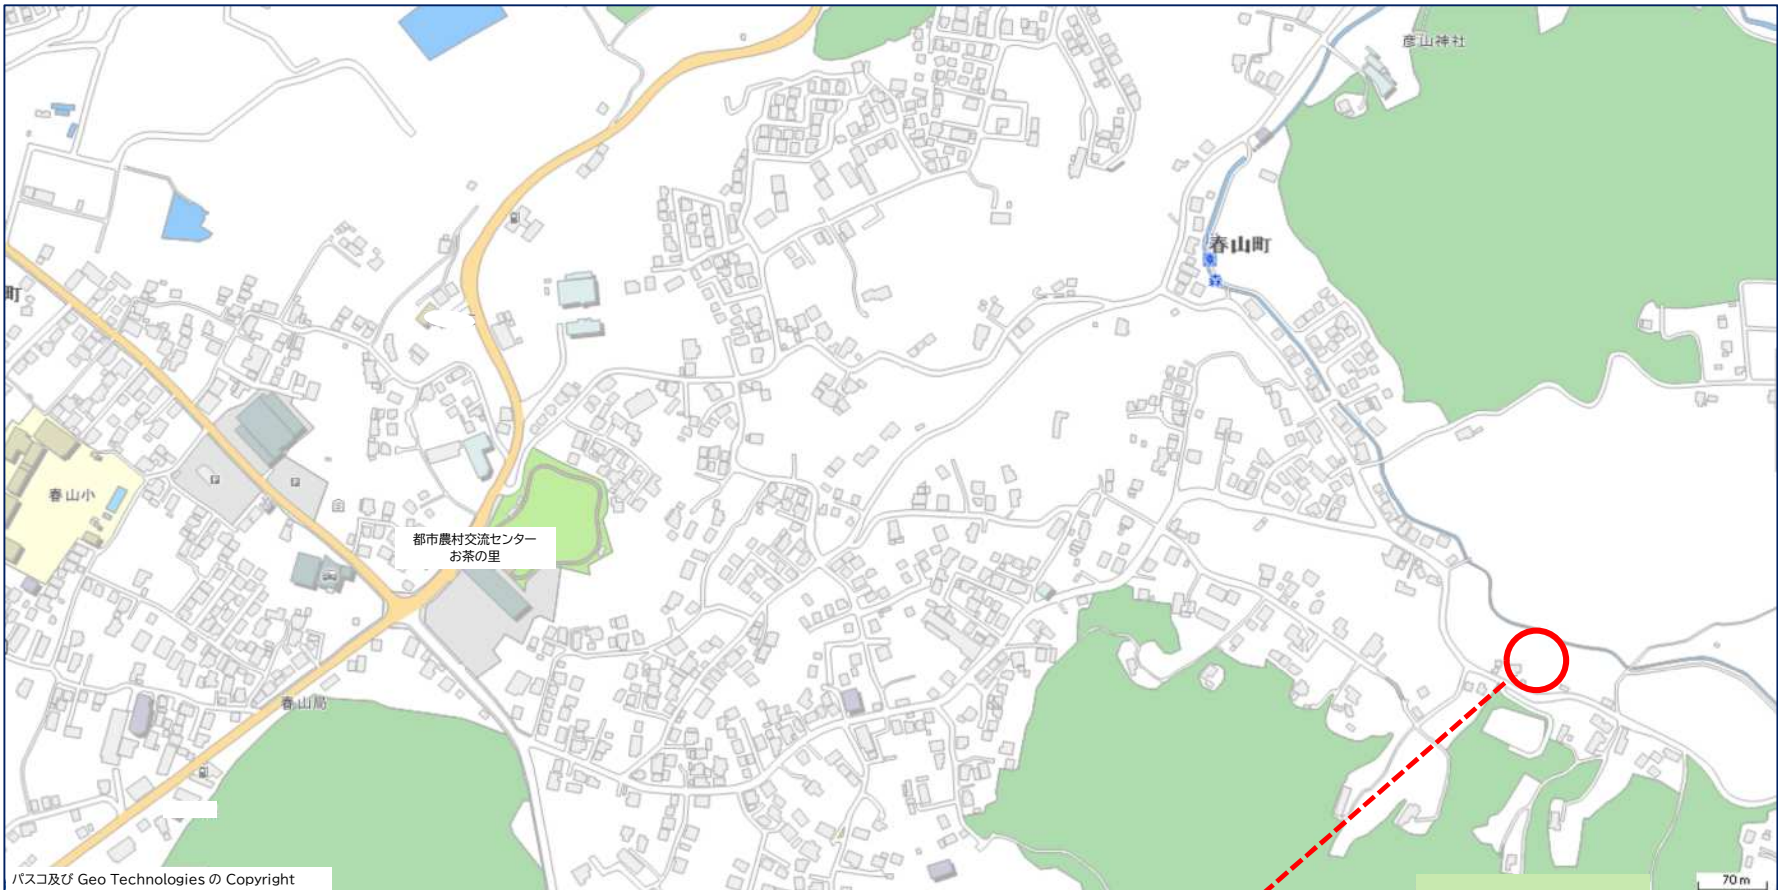 彦山神社
春山町
町
春山小
都市農村交流センター
お茶の里
春山局
パスコ及び Geo Technologies の Copyright
70m